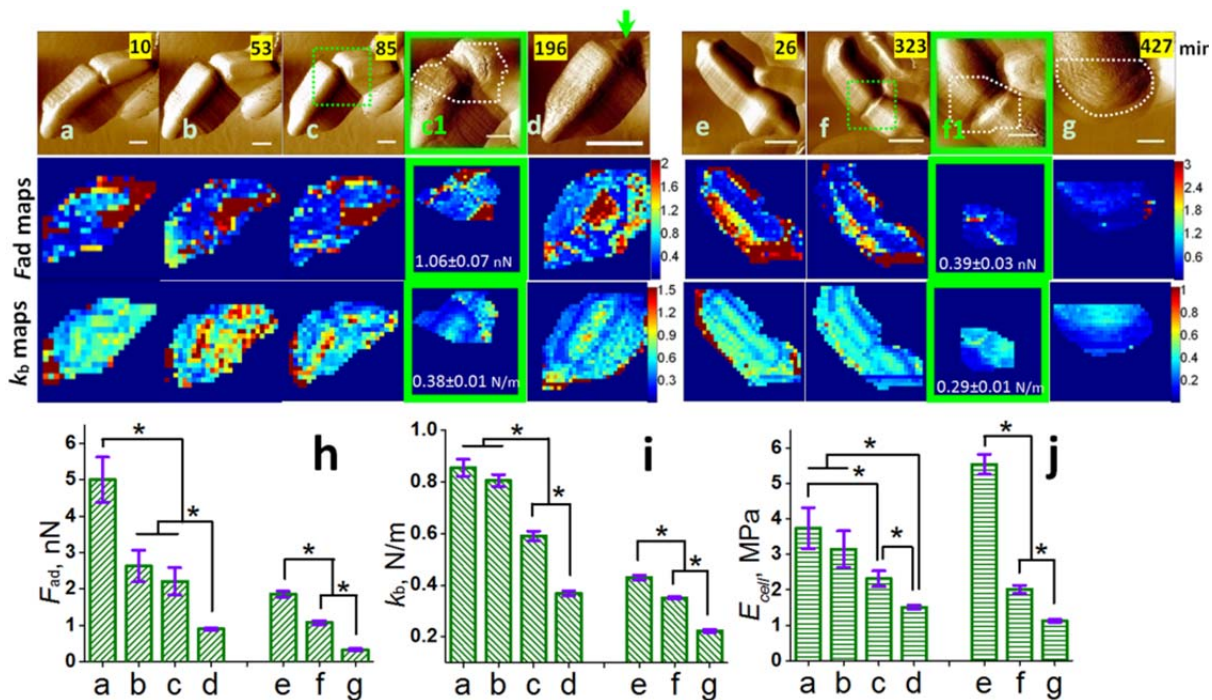 10 53 85 196 26 323 427 min
a b c c1 d e f f1 g
Fad maps
2
1.6
1.2
0.8
0.4
3
2.4
1.8
1.2
0.6
1.06±0.07 nN
0.39±0.03 nN
kb maps
1.5
1.2
0.9
0.6
0.3
1
0.8
0.6
0.4
0.2
0.38±0.01 N/m
0.29±0.01 N/m
h
Fad, nN
6
5
4
3
2
1
0
* * * *
a b c d e f g
i
kb, N/m
1.0
0.8
0.6
0.4
0.2
* * * *
a b c d e f g
j
Ecell, MPa
6
5
4
3
2
1
0
* * * * *
a b c d e f g